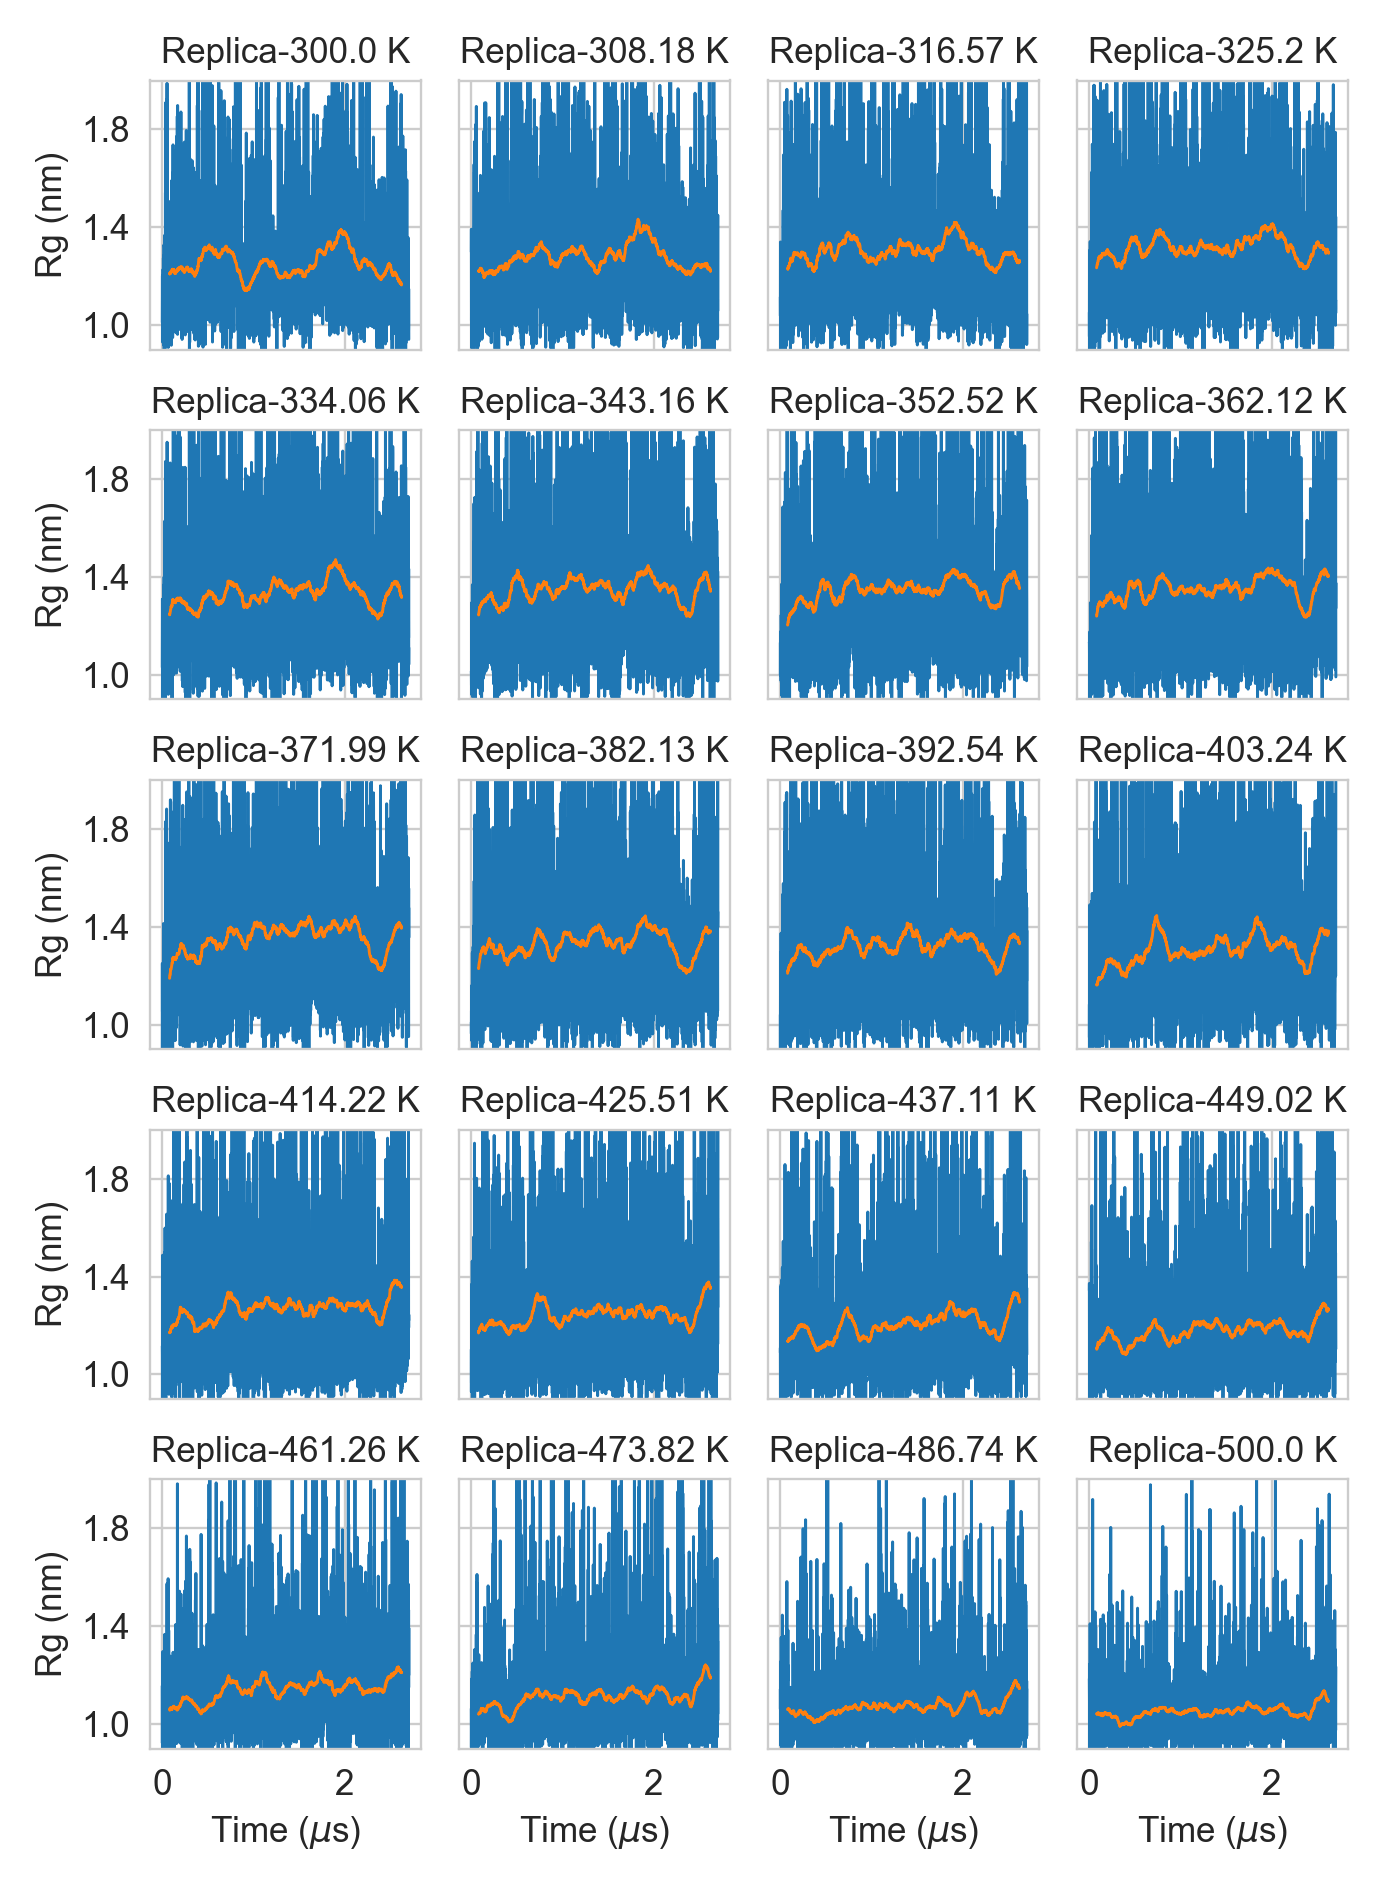 Replica-300.0 K Replica-308.18 K Replica-316.57 K Replica-325.2 K
1.8
1.4
1.0
Rg (nm)
Replica-334.06 K Replica-343.16 K Replica-352.52 K Replica-362.12 K
1.8
1.4
1.0
Rg (nm)
Replica-371.99 K Replica-382.13 K Replica-392.54 K Replica-403.24 K
1.8
1.4
1.0
Rg (nm)
Replica-414.22 K Replica-425.51 K Replica-437.11 K Replica-449.02 K
1.8
1.4
1.0
Rg (nm)
Replica-461.26 K Replica-473.82 K Replica-486.74 K Replica-500.0 K
1.8
1.4
1.0
Rg (nm)
0 2 0 2 0 2 0 2
Time (μs) Time (μs) Time (μs) Time (μs)